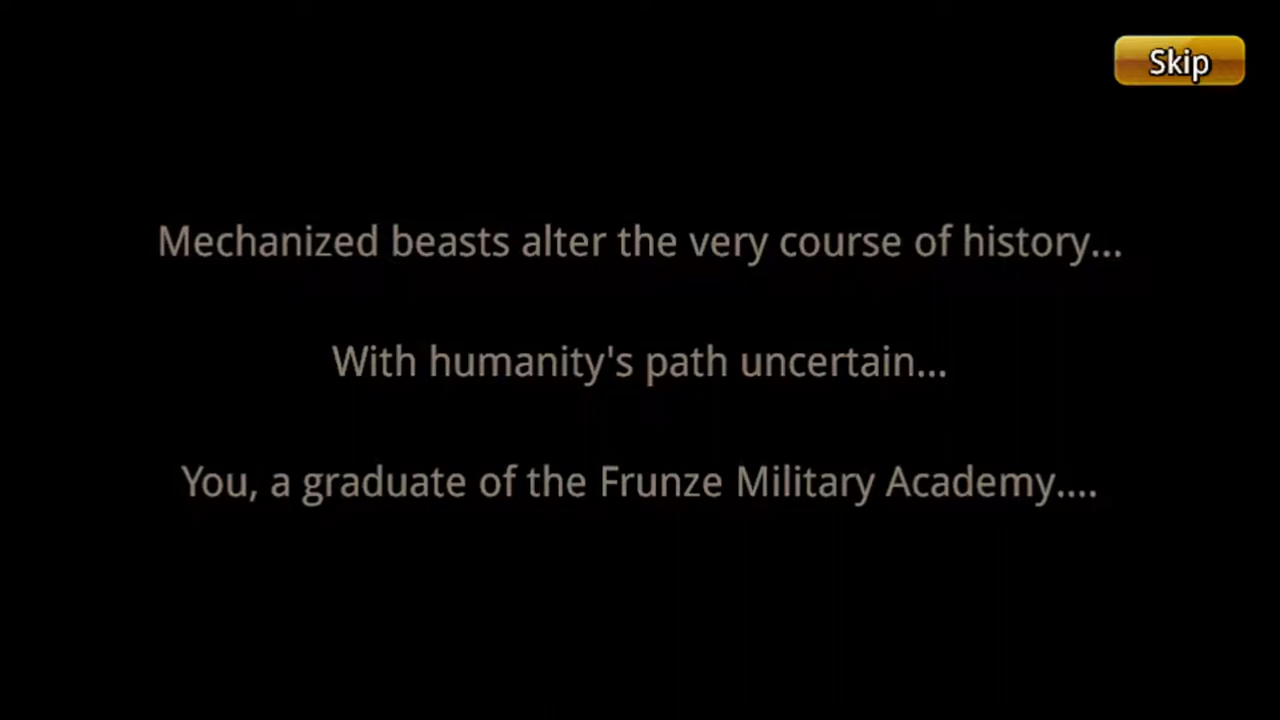 Skip
Mechanized beasts alter the very course of history...
With humanity's path uncertain...
You, a graduate of the Frunze Military Academy....